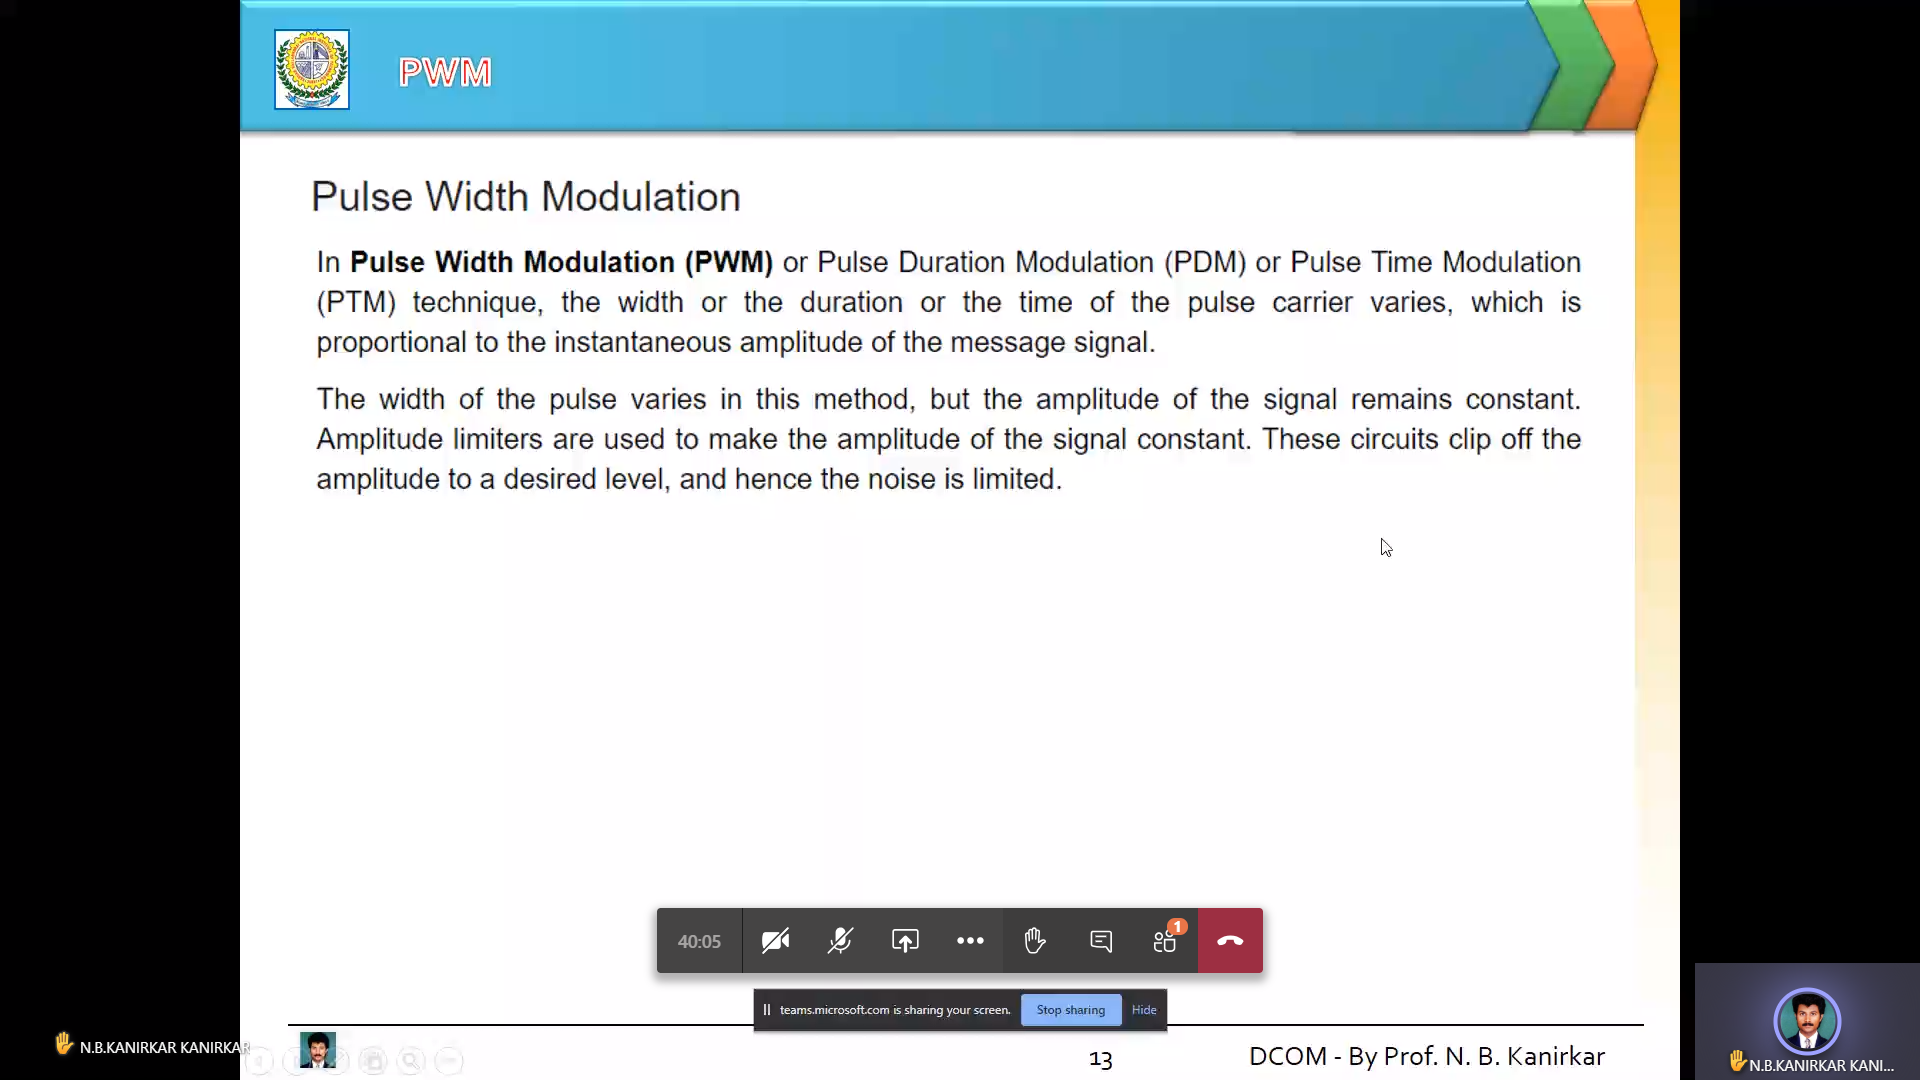 PWM
Pulse Width Modulation
In Pulse Width Modulation (PWM) or Pulse Duration Modulation (PDM) or Pulse Time Modulation
(PTM) technique, the width or the duration or the time of the pulse carrier varies, which is
proportional to the instantaneous amplitude of the message signal.
The width of the pulse varies in this method, but the amplitude of the signal remains constant.
Amplitude limiters are used to make the amplitude of the signal constant. These circuits clip off the
amplitude to a desired level, and hence the noise is limited.
40:05
1
teams.microsoft.com is sharing your screen.
Stop sharing
Hide
N.B.KANIRKAR KANIRKAR
13
DCOM - By Prof. N. B. Kanirkar
N.B.KANIRKAR KANI...